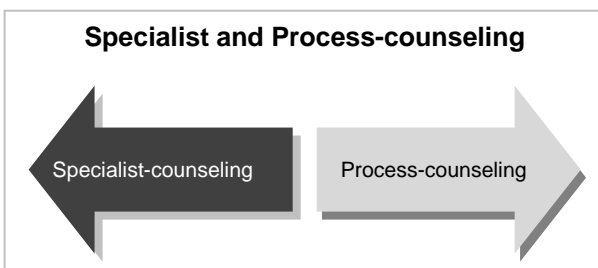 Specialist and Process-counseling
Specialist-counseling
Process-counseling